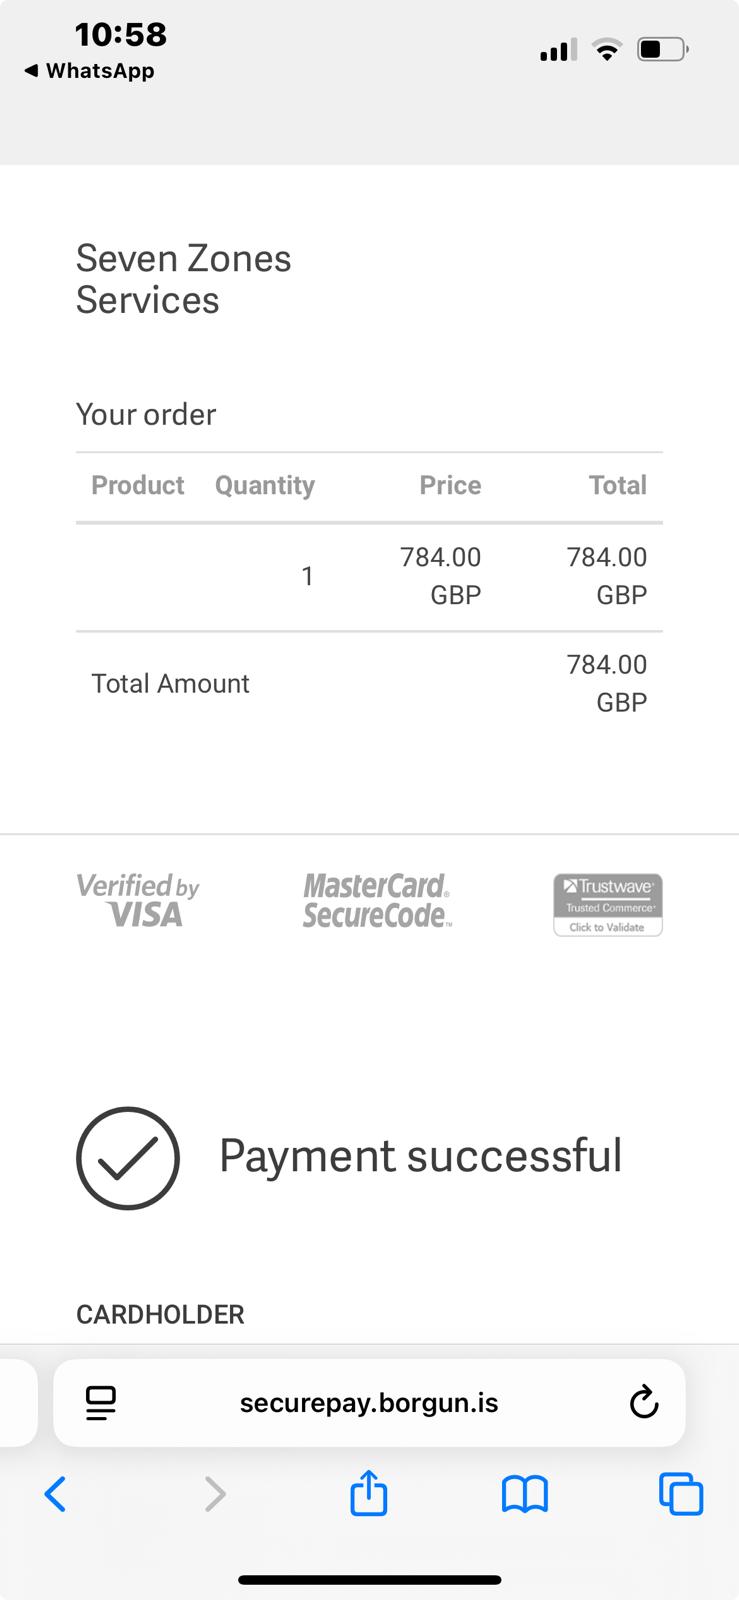 10:58
◀ WhatsApp
Seven Zones
Services
Your order
Product Quantity Price Total
1 784.00 GBP 784.00 GBP
Total Amount 784.00 GBP
Verified by
VISA
MasterCard®
SecureCode™
Trustwave®
Trusted Commerce™
Click to Validate
Payment successful
CARDHOLDER
securepay.borgun.is